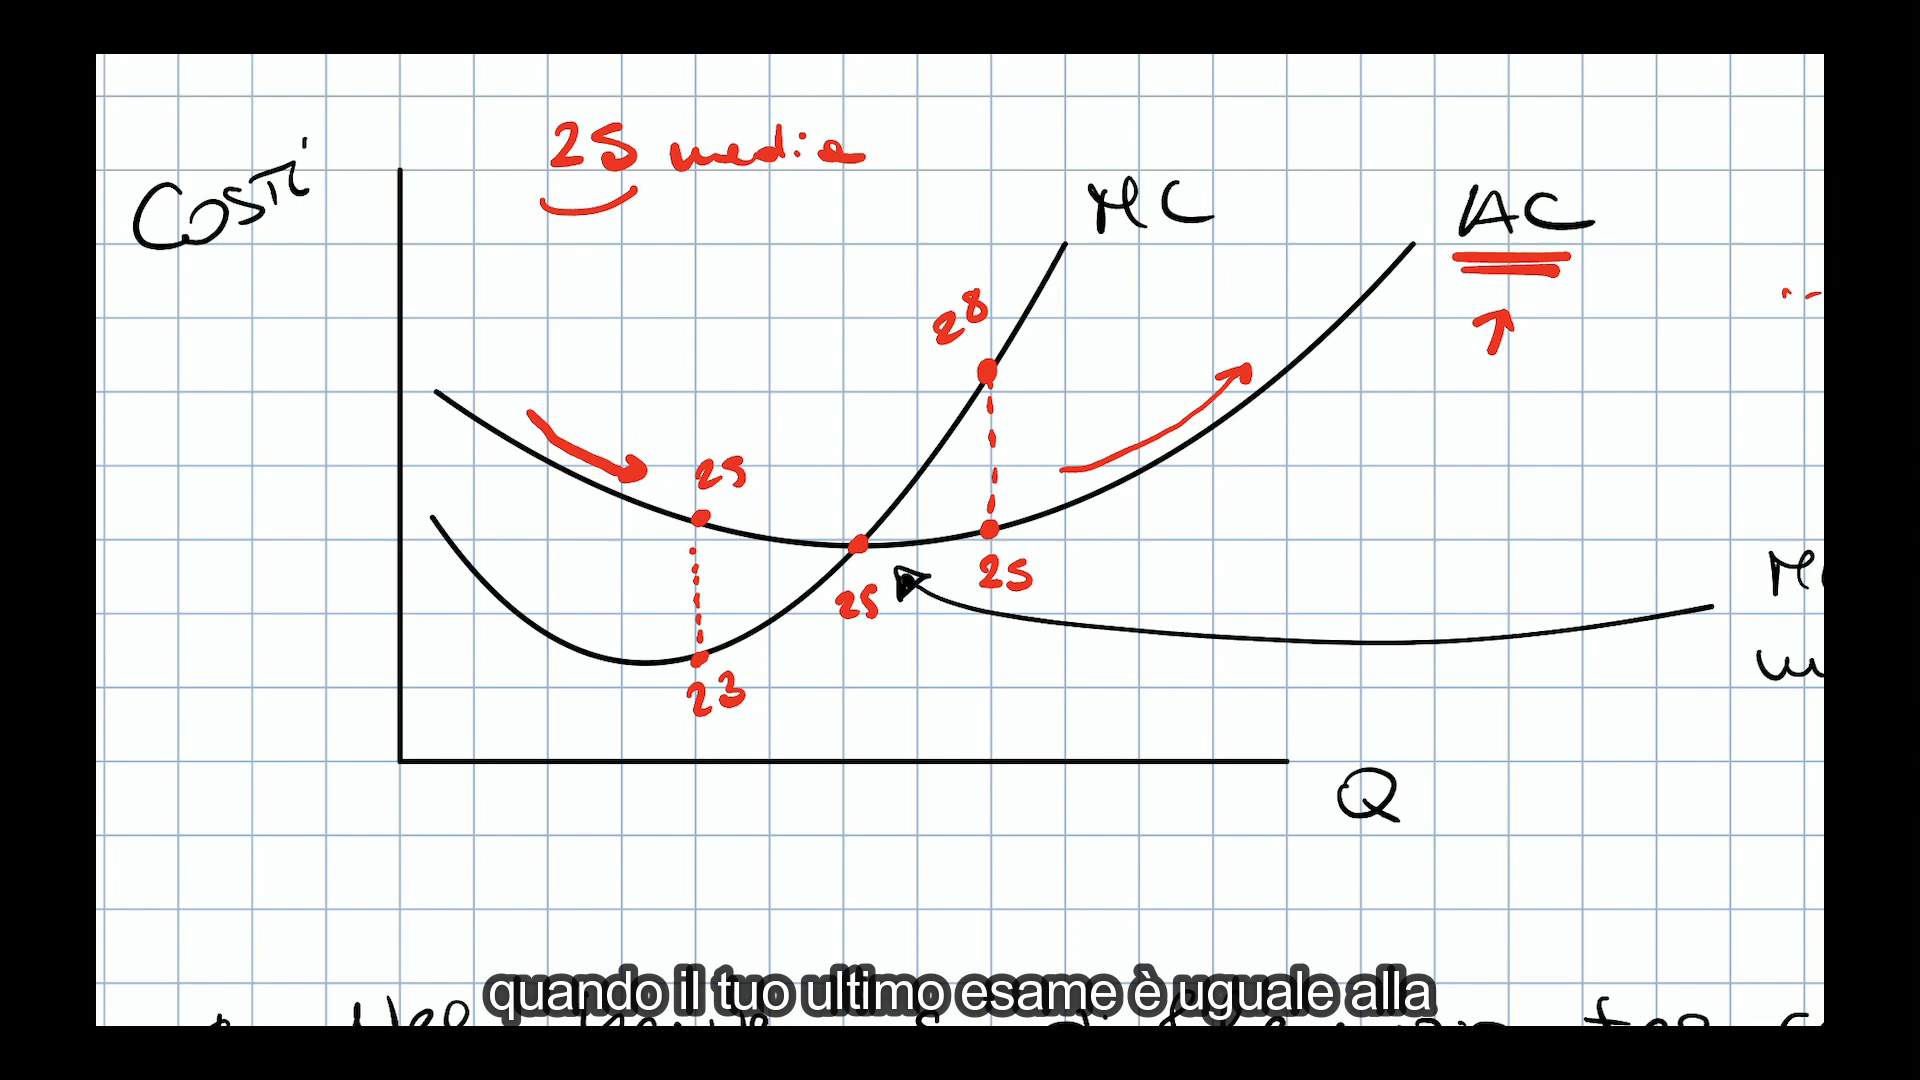 25 media
Costi
MC
AC
28
25
25
25
23
Q
quando il tuo ultimo esame è uguale alla